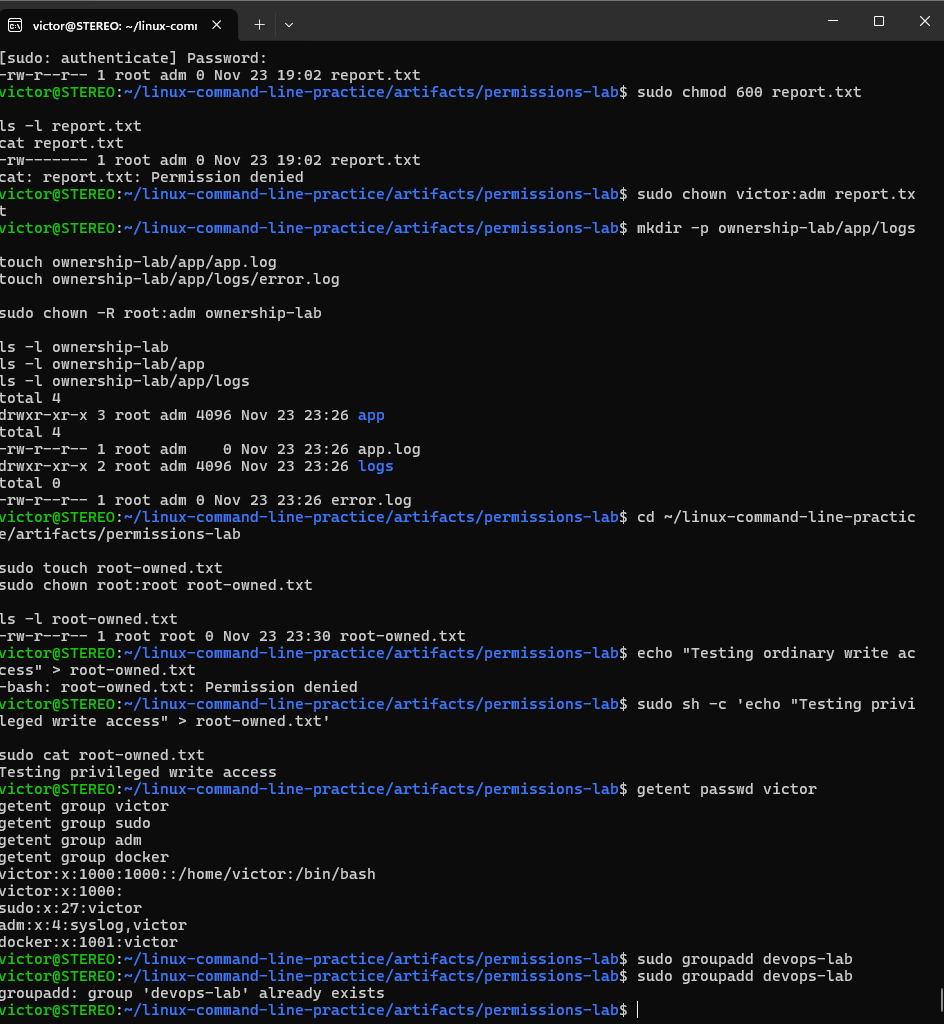 victor@STEREO: ~/linux-comm
[sudo: authenticate] Password:
-rw-r--r-- 1 root adm 0 Nov 23 19:02 report.txt
victor@STEREO:~/linux-command-line-practice/artifacts/permissions-lab$ sudo chmod 600 report.txt
ls -l report.txt
cat report.txt
-rw------- 1 root adm 0 Nov 23 19:02 report.txt
cat: report.txt: Permission denied
victor@STEREO:~/linux-command-line-practice/artifacts/permissions-lab$ sudo chown victor:adm report.tx
t
victor@STEREO:~/linux-command-line-practice/artifacts/permissions-lab$ mkdir -p ownership-lab/app/logs
touch ownership-lab/app/app.log
touch ownership-lab/app/logs/error.log
sudo chown -R root:adm ownership-lab
ls -l ownership-lab
ls -l ownership-lab/app
ls -l ownership-lab/app/logs
total 4
drwxr-xr-x 3 root adm 4096 Nov 23 23:26 app
total 4
-rw-r--r-- 1 root adm    0 Nov 23 23:26 app.log
drwxr-xr-x 2 root adm 4096 Nov 23 23:26 logs
total 0
-rw-r--r-- 1 root adm 0 Nov 23 23:26 error.log
victor@STEREO:~/linux-command-line-practice/artifacts/permissions-lab$ cd ~/linux-command-line-practic
e/artifacts/permissions-lab
sudo touch root-owned.txt
sudo chown root:root root-owned.txt
ls -l root-owned.txt
-rw-r--r-- 1 root root 0 Nov 23 23:30 root-owned.txt
victor@STEREO:~/linux-command-line-practice/artifacts/permissions-lab$ echo "Testing ordinary write ac
cess" > root-owned.txt
-bash: root-owned.txt: Permission denied
victor@STEREO:~/linux-command-line-practice/artifacts/permissions-lab$ sudo sh -c 'echo "Testing privi
leged write access" > root-owned.txt'
sudo cat root-owned.txt
Testing privileged write access
victor@STEREO:~/linux-command-line-practice/artifacts/permissions-lab$ getent passwd victor
getent group victor
getent group sudo
getent group adm
getent group docker
victor:x:1000:1000::/home/victor:/bin/bash
victor:x:1000:
sudo:x:27:victor
adm:x:4:syslog,victor
docker:x:1001:victor
victor@STEREO:~/linux-command-line-practice/artifacts/permissions-lab$ sudo groupadd devops-lab
victor@STEREO:~/linux-command-line-practice/artifacts/permissions-lab$ sudo groupadd devops-lab
groupadd: group 'devops-lab' already exists
victor@STEREO:~/linux-command-line-practice/artifacts/permissions-lab$